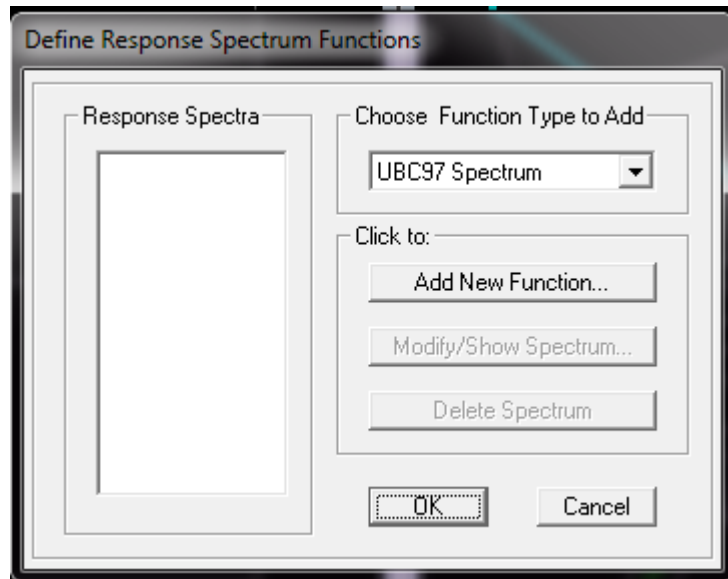 Define Response Spectrum Functions
Response Spectra
Choose Function Type to Add
UBC97 Spectrum
Click to:
Add New Function...
Modify/Show Spectrum...
Delete Spectrum
OK
Cancel